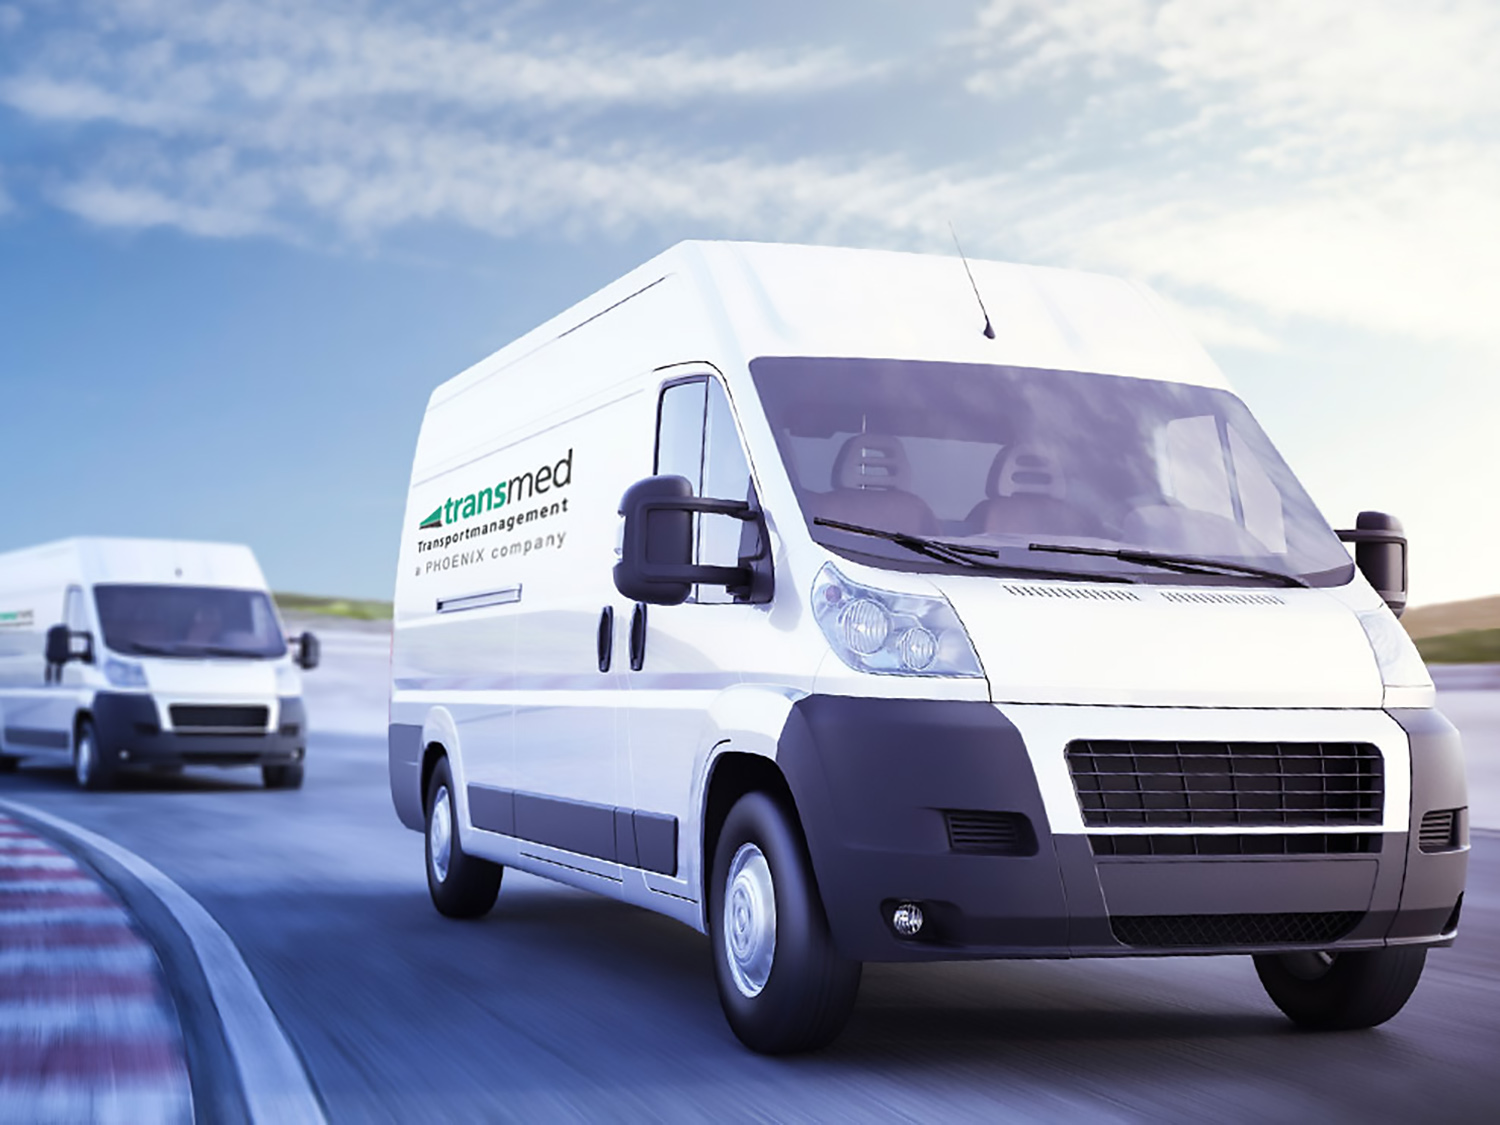 transmed
Transportmanagement
a PHOENIX company